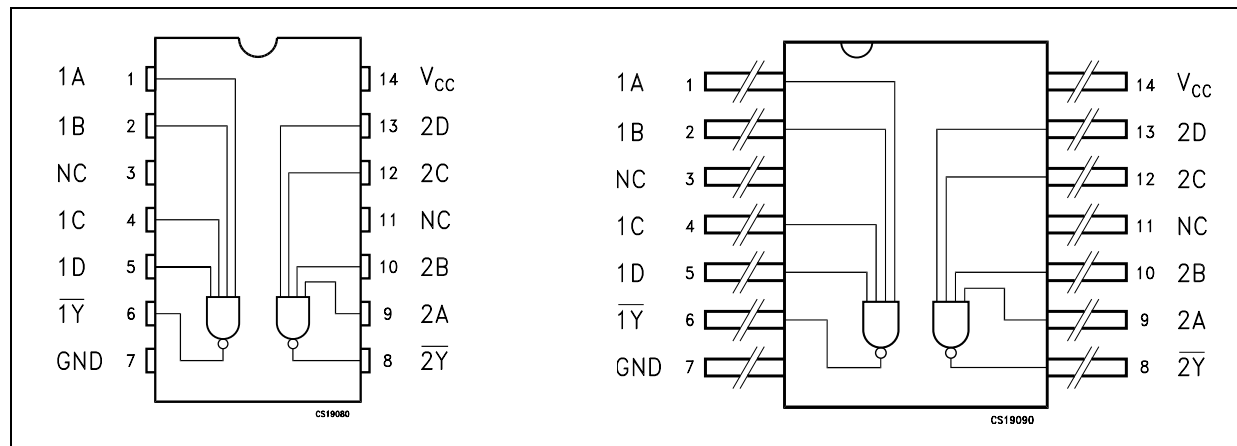 1A 1 14 VCC
1B 2 13 2D
NC 3 12 2C
1C 4 11 NC
1D 5 10 2B
1Y 6 9 2A
GND 7 8 2Y
CS19080
1A 1 14 VCC
1B 2 13 2D
NC 3 12 2C
1C 4 11 NC
1D 5 10 2B
1Y 6 9 2A
GND 7 8 2Y
CS19090